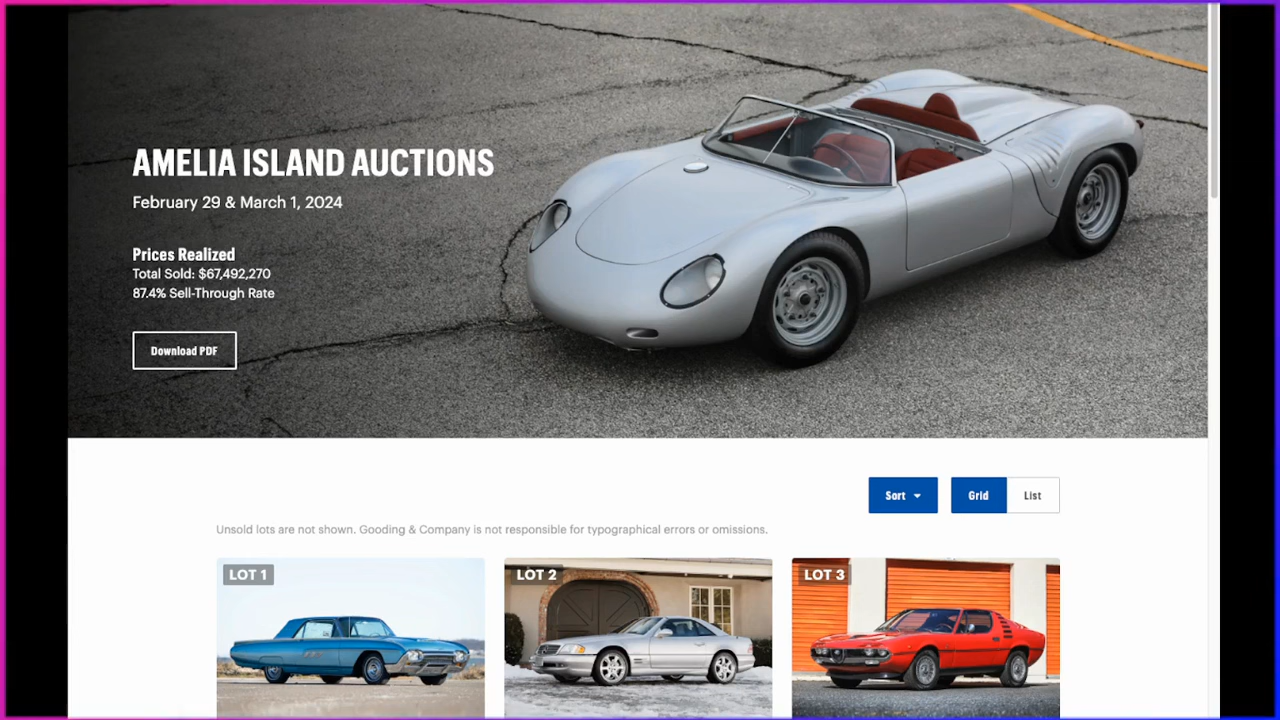 AMELIA ISLAND AUCTIONS
February 29 & March 1, 2024
Prices Realized
Total Sold: $67,492,270
87.4% Sell-Through Rate
Download PDF
Sort
Grid
List
Unsold lots are not shown. Gooding & Company is not responsible for typographical errors or omissions.
LOT 1
LOT 2
LOT 3